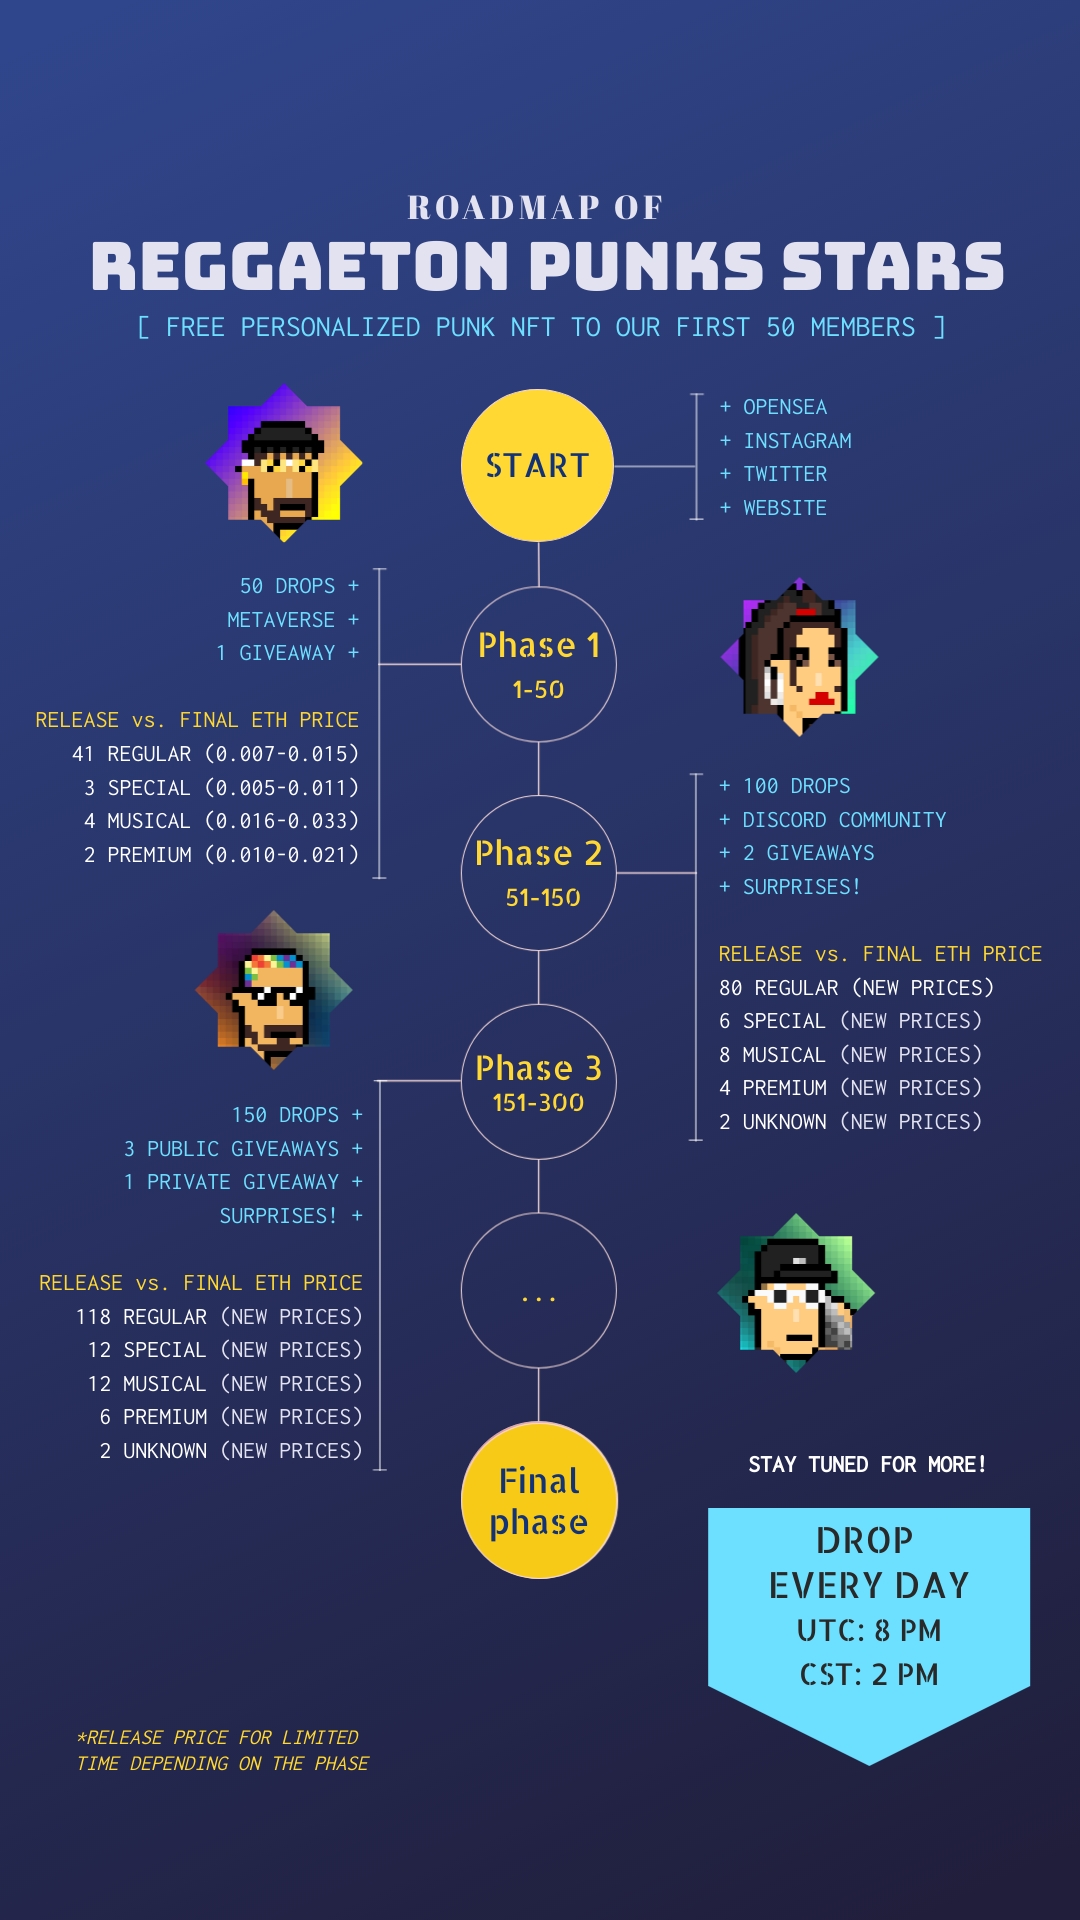 ROADMAP OF
REGGAETON PUNKS STARS
[ FREE PERSONALIZED PUNK NFT TO OUR FIRST 50 MEMBERS ]
START
+ OPENSEA
+ INSTAGRAM
+ TWITTER
+ WEBSITE
Phase 1
1-50
50 DROPS +
METAVERSE +
1 GIVEAWAY +
RELEASE vs. FINAL ETH PRICE
41 REGULAR (0.007-0.015)
3 SPECIAL (0.005-0.011)
4 MUSICAL (0.016-0.033)
2 PREMIUM (0.010-0.021)
Phase 2
51-150
+ 100 DROPS
+ DISCORD COMMUNITY
+ 2 GIVEAWAYS
+ SURPRISES!
RELEASE vs. FINAL ETH PRICE
80 REGULAR (NEW PRICES)
6 SPECIAL (NEW PRICES)
8 MUSICAL (NEW PRICES)
4 PREMIUM (NEW PRICES)
2 UNKNOWN (NEW PRICES)
Phase 3
151-300
150 DROPS +
3 PUBLIC GIVEAWAYS +
1 PRIVATE GIVEAWAY +
SURPRISES! +
RELEASE vs. FINAL ETH PRICE
118 REGULAR (NEW PRICES)
12 SPECIAL (NEW PRICES)
12 MUSICAL (NEW PRICES)
6 PREMIUM (NEW PRICES)
2 UNKNOWN (NEW PRICES)
...
Final
phase
STAY TUNED FOR MORE!
DROP
EVERY DAY
UTC: 8 PM
CST: 2 PM
*RELEASE PRICE FOR LIMITED
TIME DEPENDING ON THE PHASE